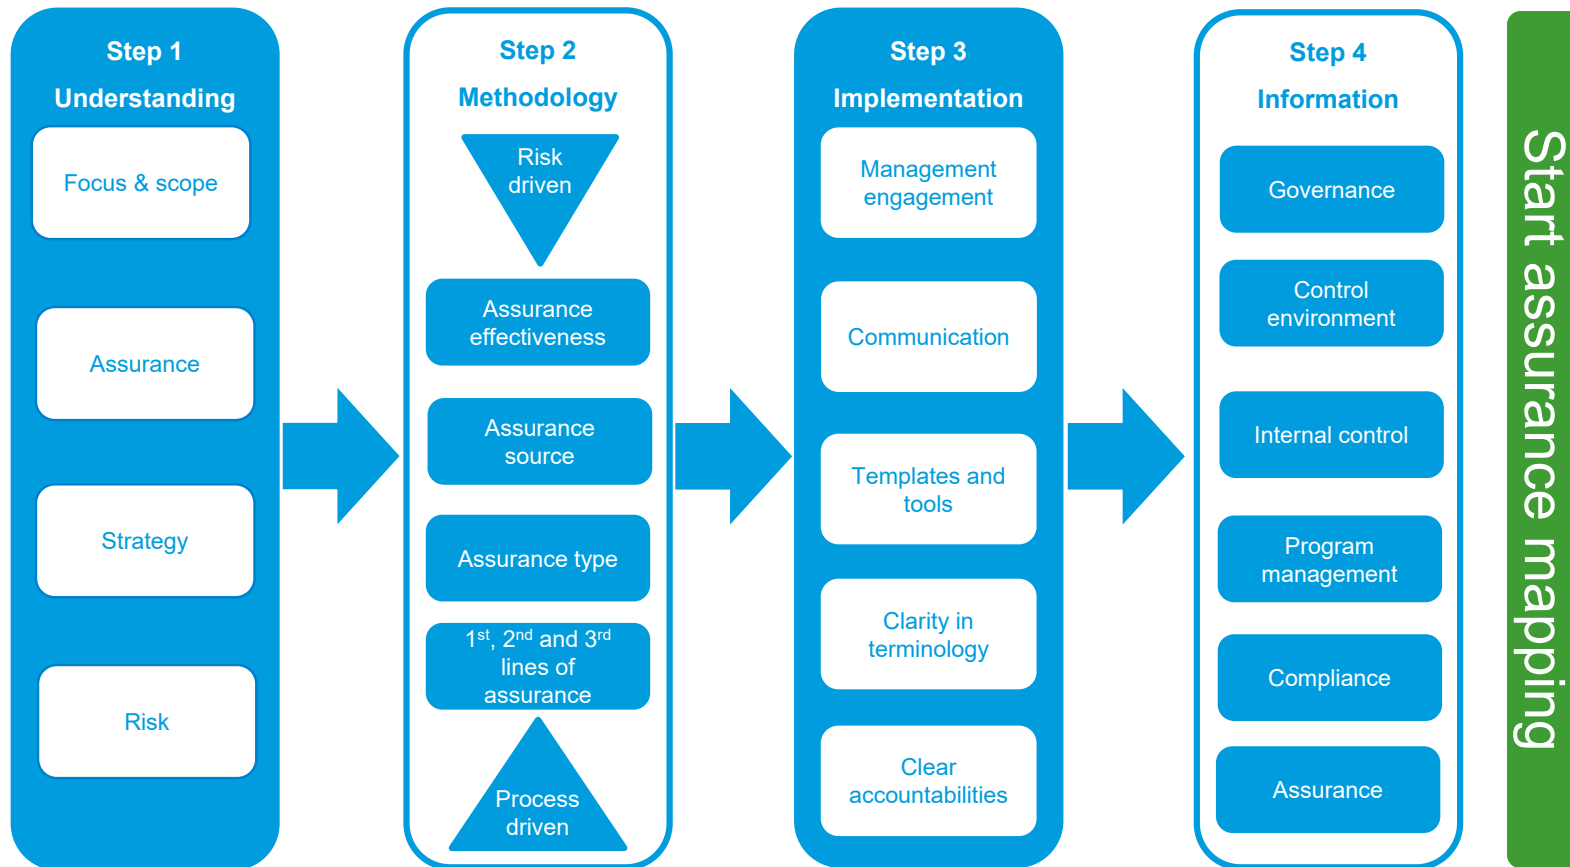 Step 1
Understanding
Focus & scope
Assurance
Strategy
Risk
Step 2
Methodology
Risk
driven
Assurance
effectiveness
Assurance
source
Assurance type
1st, 2nd and 3rd
lines of
assurance
Process
driven
Step 3
Implementation
Management
engagement
Communication
Templates and
tools
Clarity in
terminology
Clear
accountabilities
Step 4
Information
Governance
Control
environment
Internal control
Program
management
Compliance
Assurance
Start assurance mapping